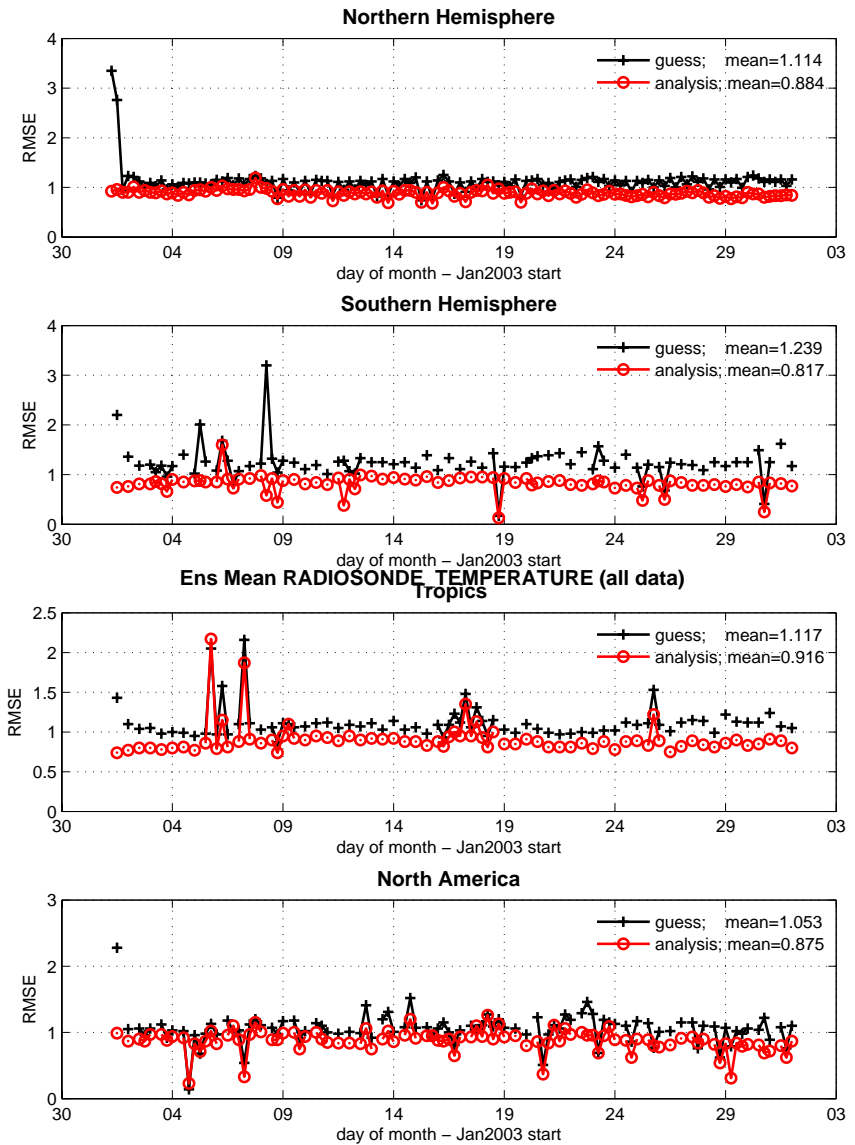 Northern Hemisphere
4
3
2
1
0
RMSE
guess; mean=1.114
analysis; mean=0.884
30 04 09 14 19 24 29 03
day of month − Jan2003 start
Southern Hemisphere
4
3
2
1
0
RMSE
guess; mean=1.239
analysis; mean=0.817
30 04 09 14 19 24 29 03
day of month − Jan2003 start
Ens Mean RADIOSONDE_TEMPERATURE (all data)
Tropics
2.5
2
1.5
1
0.5
0
RMSE
guess; mean=1.117
analysis; mean=0.916
30 04 09 14 19 24 29 03
day of month − Jan2003 start
North America
3
2
1
0
RMSE
guess; mean=1.053
analysis; mean=0.875
30 04 09 14 19 24 29 03
day of month − Jan2003 start